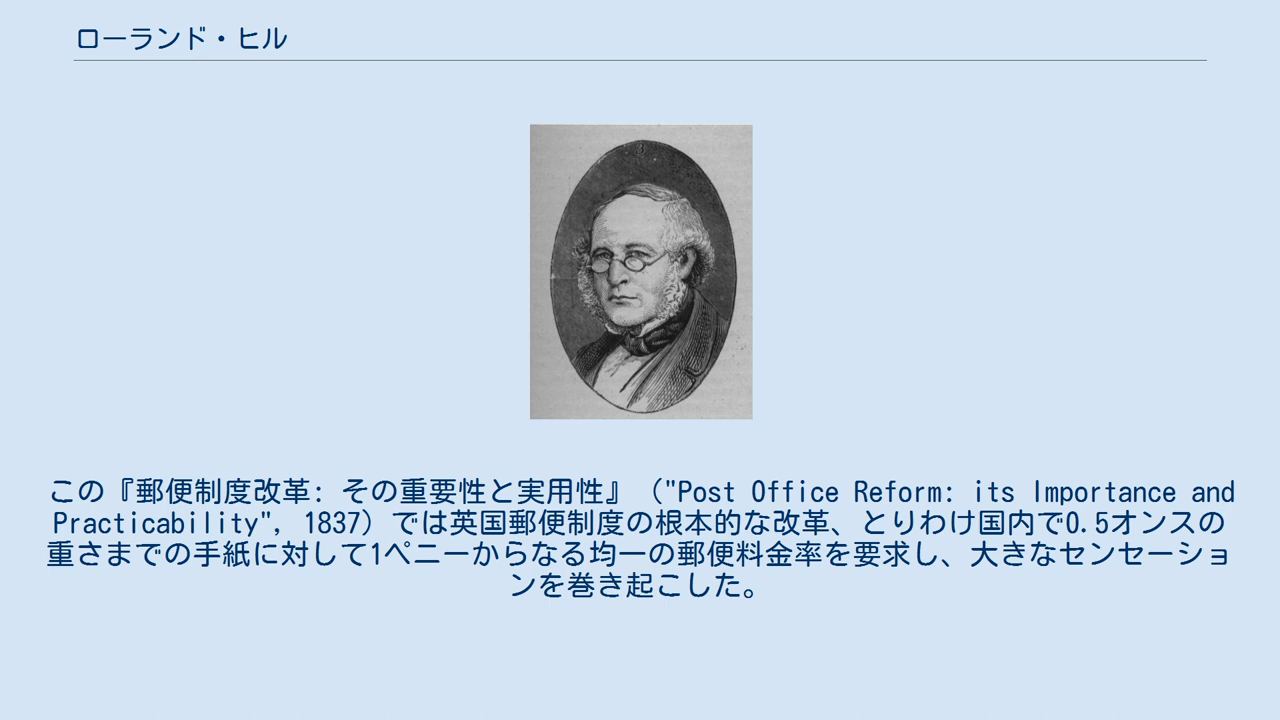 ローランド・ヒル
この『郵便制度改革: その重要性と実用性』（"Post Office Reform: its Importance and
Practicability", 1837）では英国郵便制度の根本的な改革、とりわけ国内で0.5オンスの
重さまでの手紙に対して1ペニーからなる均一の郵便料金率を要求し、大きなセンセーショ
ンを巻き起こした。